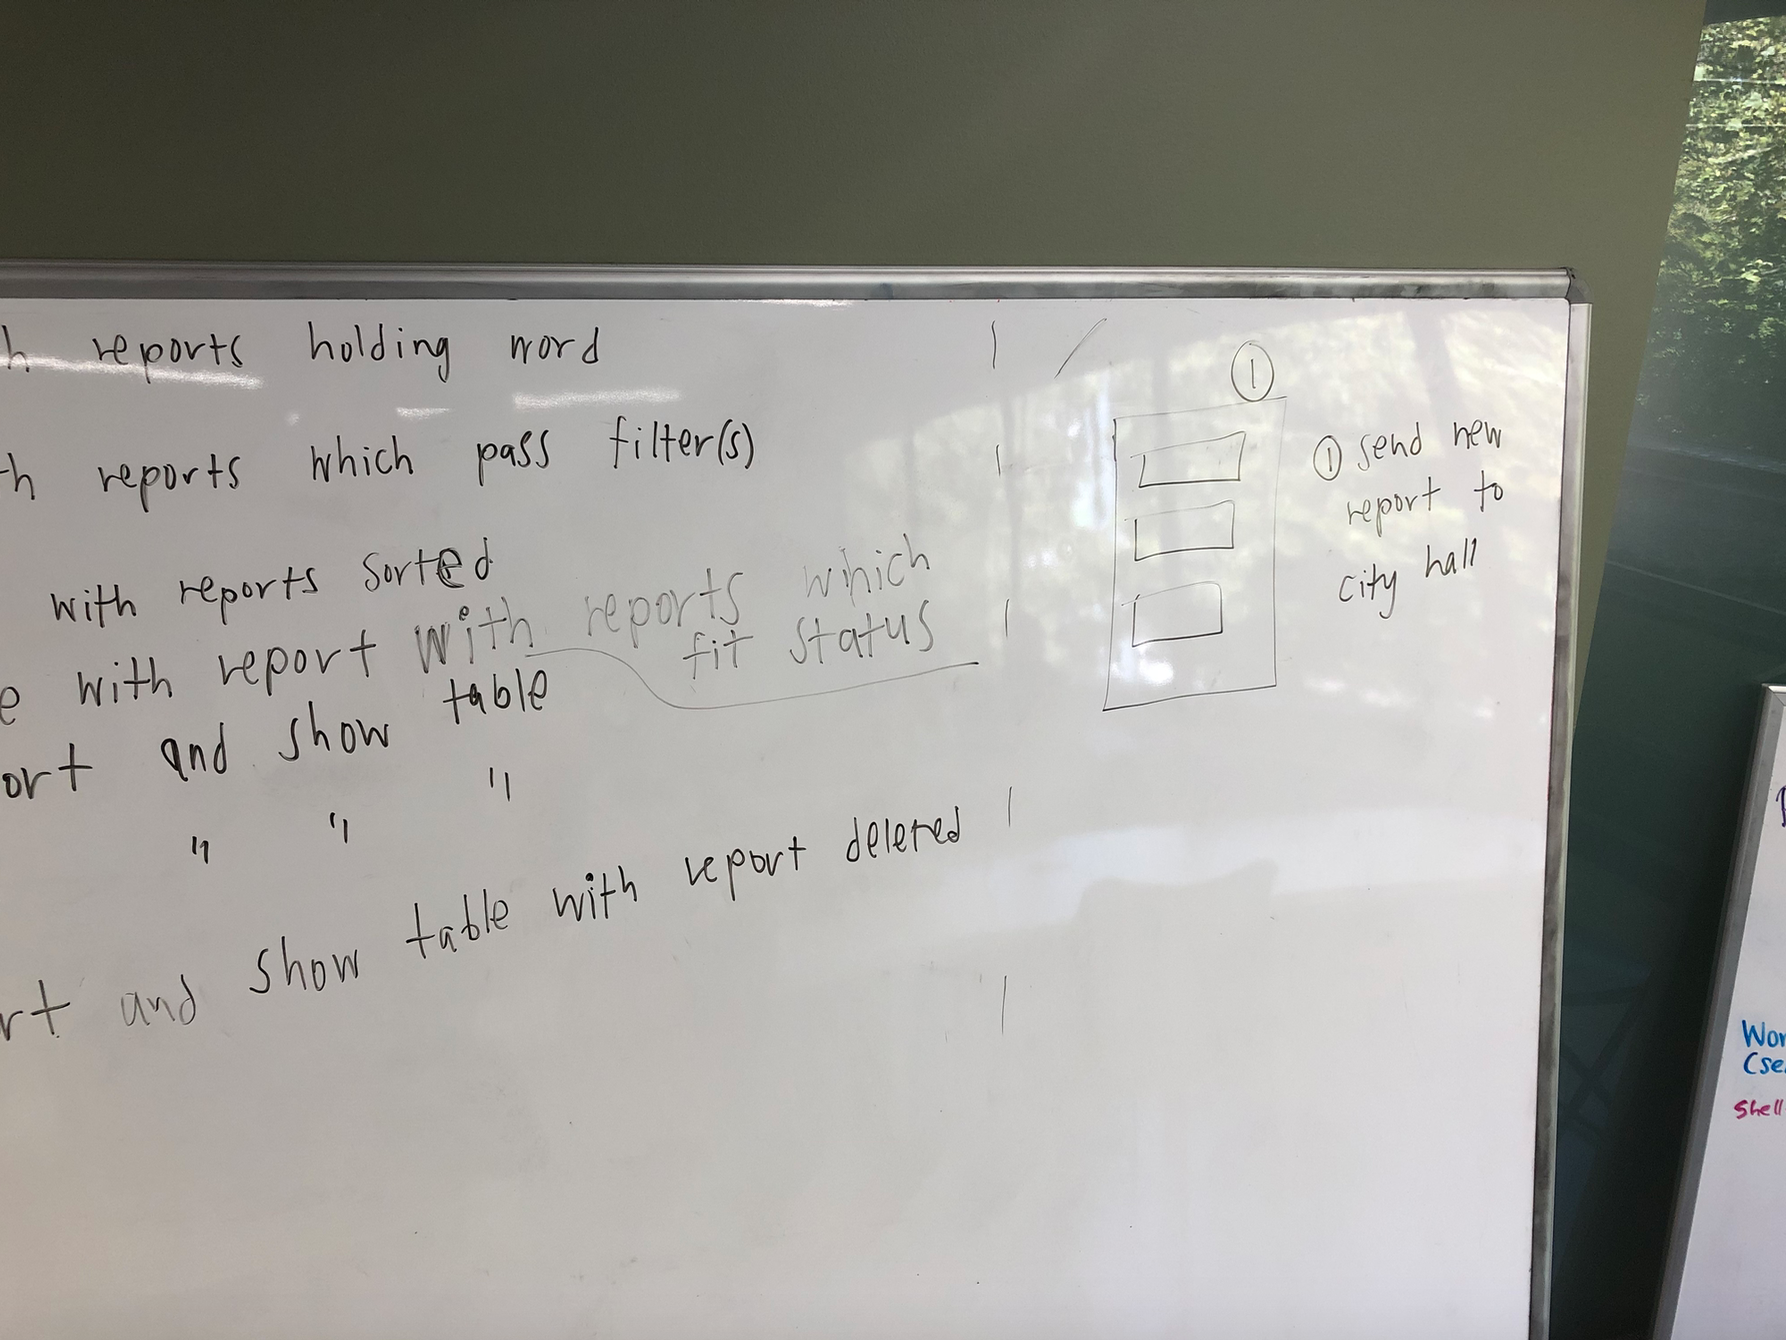 h reports holding word
th reports which pass filter(s)
with reports sorted
e with report with reports which
fit status
ort and show table
" " "
rt and show table with report deleted
①
① send new
report to
city hall
Wor
(se
Shell